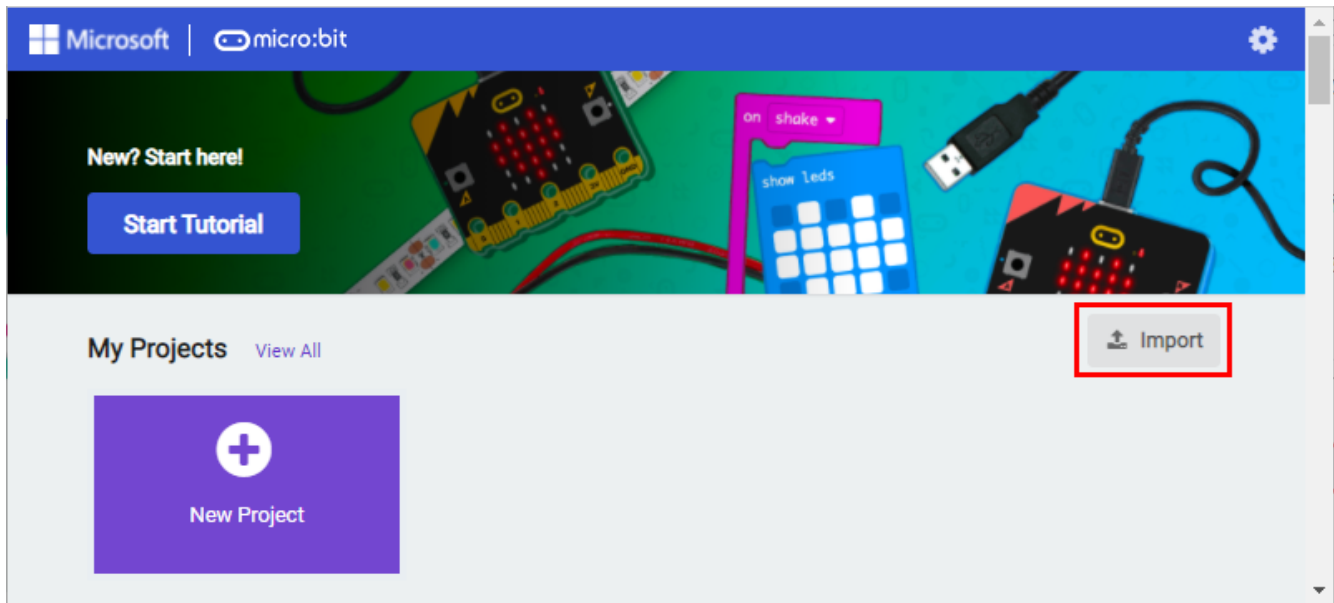 Microsoft micro:bit
on shake
show leds
New? Start here!
Start Tutorial
My Projects View All
Import
New Project